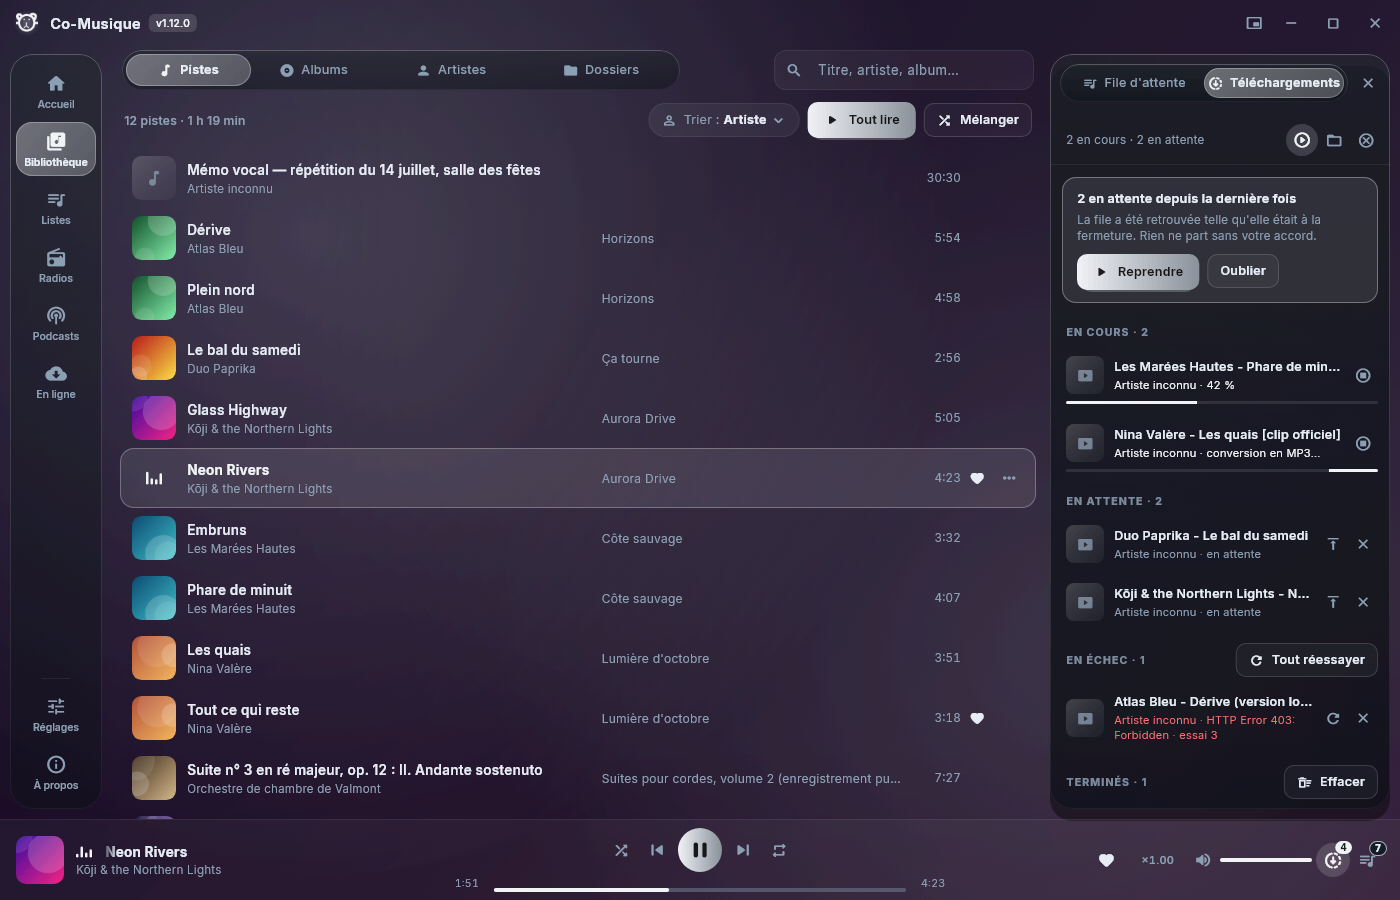 Co-Musique v1.12.0
Accueil
Bibliothèque
Listes
Radios
Podcasts
En ligne
Réglages
À propos
Pistes Albums Artistes Dossiers
Titre, artiste, album...
12 pistes · 1 h 19 min
Trier : Artiste
Tout lire
Mélanger
Mémo vocal — répétition du 14 juillet, salle des fêtes
Artiste inconnu
30:30
Dérive
Atlas Bleu
Horizons
5:54
Plein nord
Atlas Bleu
Horizons
4:58
Le bal du samedi
Duo Paprika
Ça tourne
2:56
Glass Highway
Kōji & the Northern Lights
Aurora Drive
5:05
Neon Rivers
Kōji & the Northern Lights
Aurora Drive
4:23
Embruns
Les Marées Hautes
Côte sauvage
3:32
Phare de minuit
Les Marées Hautes
Côte sauvage
4:07
Les quais
Nina Valère
Lumière d'octobre
3:51
Tout ce qui reste
Nina Valère
Lumière d'octobre
3:18
Suite n° 3 en ré majeur, op. 12 : II. Andante sostenuto
Orchestre de chambre de Valmont
Suites pour cordes, volume 2 (enregistrement pu...
7:27
File d'attente Téléchargements
2 en cours · 2 en attente
2 en attente depuis la dernière fois
La file a été retrouvée telle qu'elle était à la
fermeture. Rien ne part sans votre accord.
Reprendre
Oublier
EN COURS · 2
Les Marées Hautes - Phare de min...
Artiste inconnu · 42 %
Nina Valère - Les quais [clip officiel]
Artiste inconnu · conversion en MP3...
EN ATTENTE · 2
Duo Paprika - Le bal du samedi
Artiste inconnu · en attente
Kōji & the Northern Lights - N...
Artiste inconnu · en attente
EN ÉCHEC · 1
Tout réessayer
Atlas Bleu - Dérive (version lo...
Artiste inconnu · HTTP Error 403:
Forbidden · essai 3
TERMINÉS · 1
Effacer
Neon Rivers
Kōji & the Northern Lights
1:51
4:23
×1.00
4
7